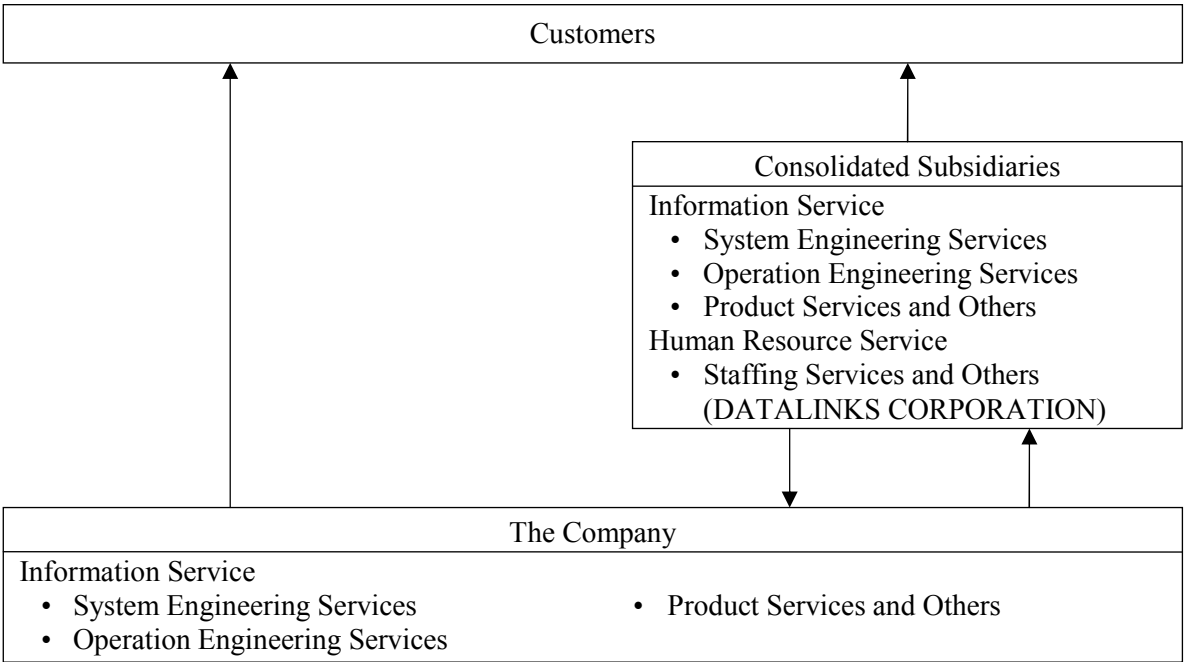 Customers
Consolidated Subsidiaries
Information Service
• System Engineering Services
• Operation Engineering Services
• Product Services and Others
Human Resource Service
• Staffing Services and Others
(DATALINKS CORPORATION)
The Company
Information Service
• System Engineering Services
• Operation Engineering Services
• Product Services and Others